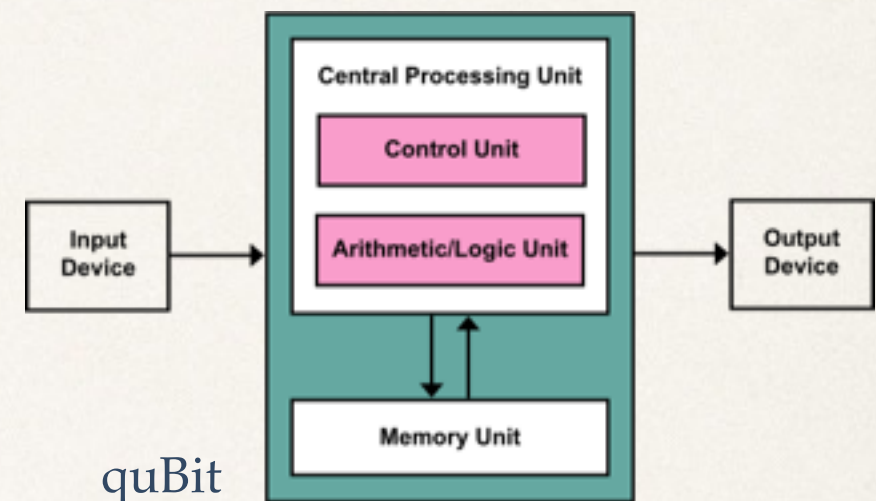 Central Processing Unit
Control Unit
Arithmetic/Logic Unit
Input
Device
Output
Device
Memory Unit
quBit